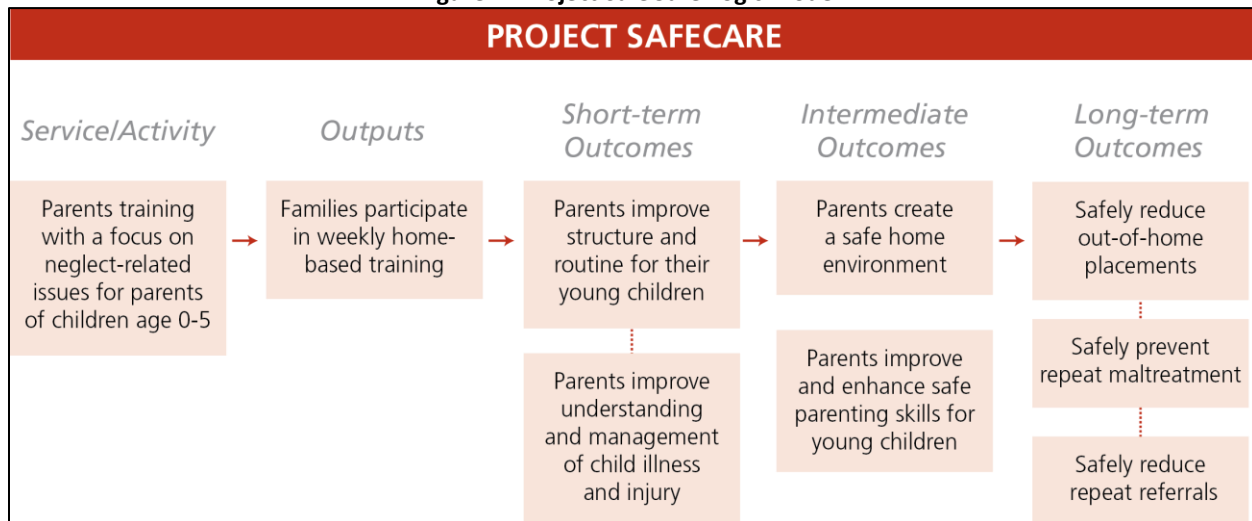 PROJECT SAFECARE
Service/Activity
Outputs
Short-term
Outcomes
Intermediate
Outcomes
Long-term
Outcomes
Parents training
with a focus on
neglect-related
issues for parents
of children age 0-5
Families participate
in weekly home-
based training
Parents improve
structure and
routine for their
young children
Parents improve
understanding
and management
of child illness
and injury
Parents create
a safe home
environment
Parents improve
and enhance safe
parenting skills for
young children
Safely reduce
out-of-home
placements
Safely prevent
repeat maltreatment
Safely reduce
repeat referrals